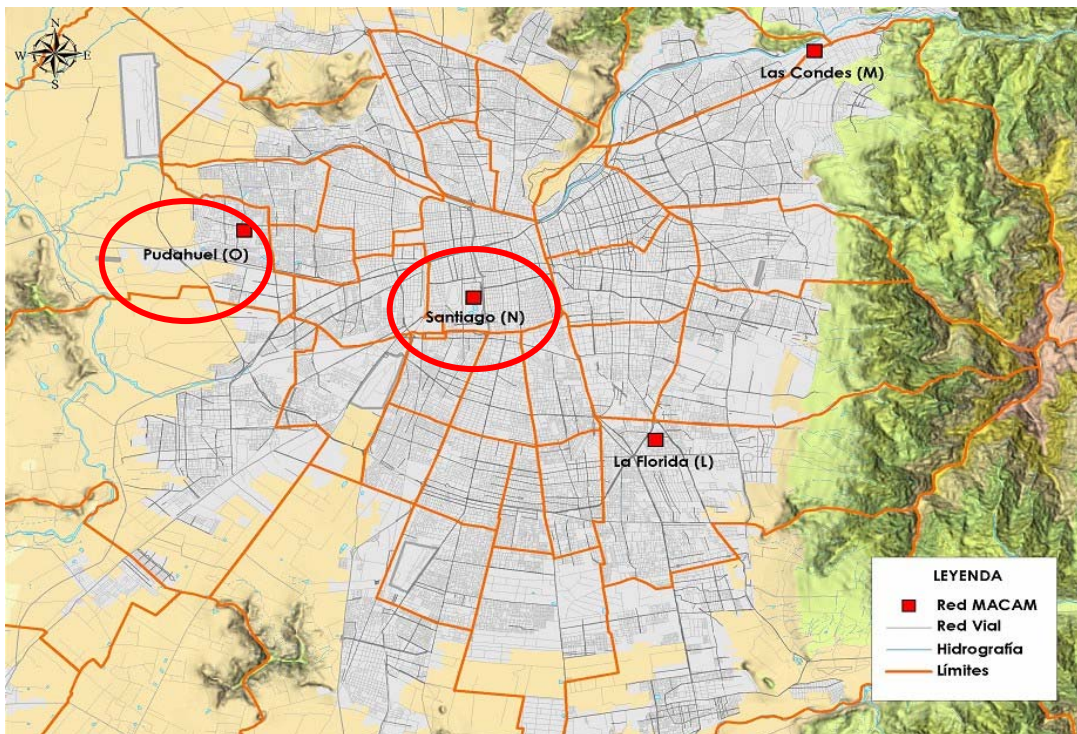 N
W E
S
Las Condes (M)
Pudahuel (O)
Santiago (N)
La Florida (L)
LEYENDA
Red MACAM
Red Vial
Hidrografía
Límites